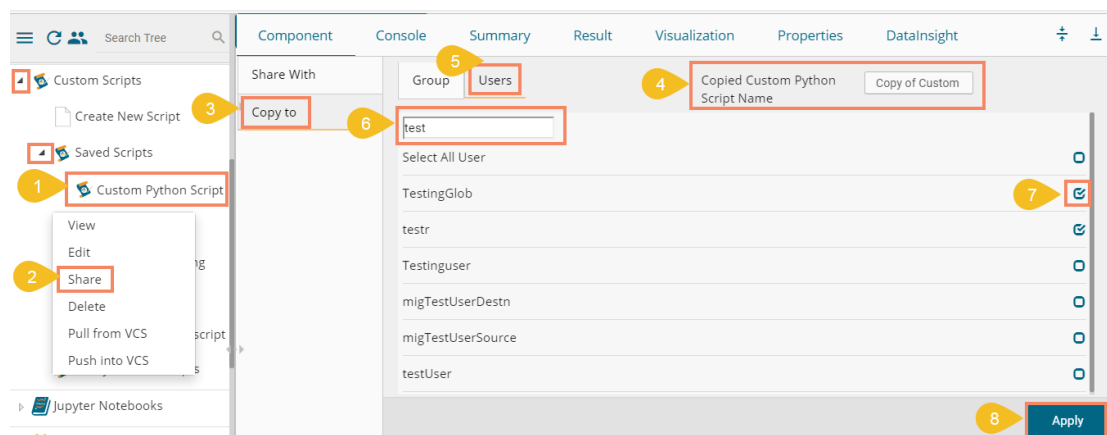 Search Tree
Component Console Summary Result Visualization Properties DataInsight
5
Custom Scripts
Share With
Group Users
4
Copied Custom Python
Script Name
Copy of Custom
3
Copy to
Create New Script
6
test
Saved Scripts
Select All User
1
Custom Python Script
TestingGlob
7
View
testr
Edit
ng
Testinguser
2
Share
Delete
migTestUserDestn
Pull from VCS
script
migTestUserSource
Push into VCS
s
testUser
Jupyter Notebooks
8
Apply